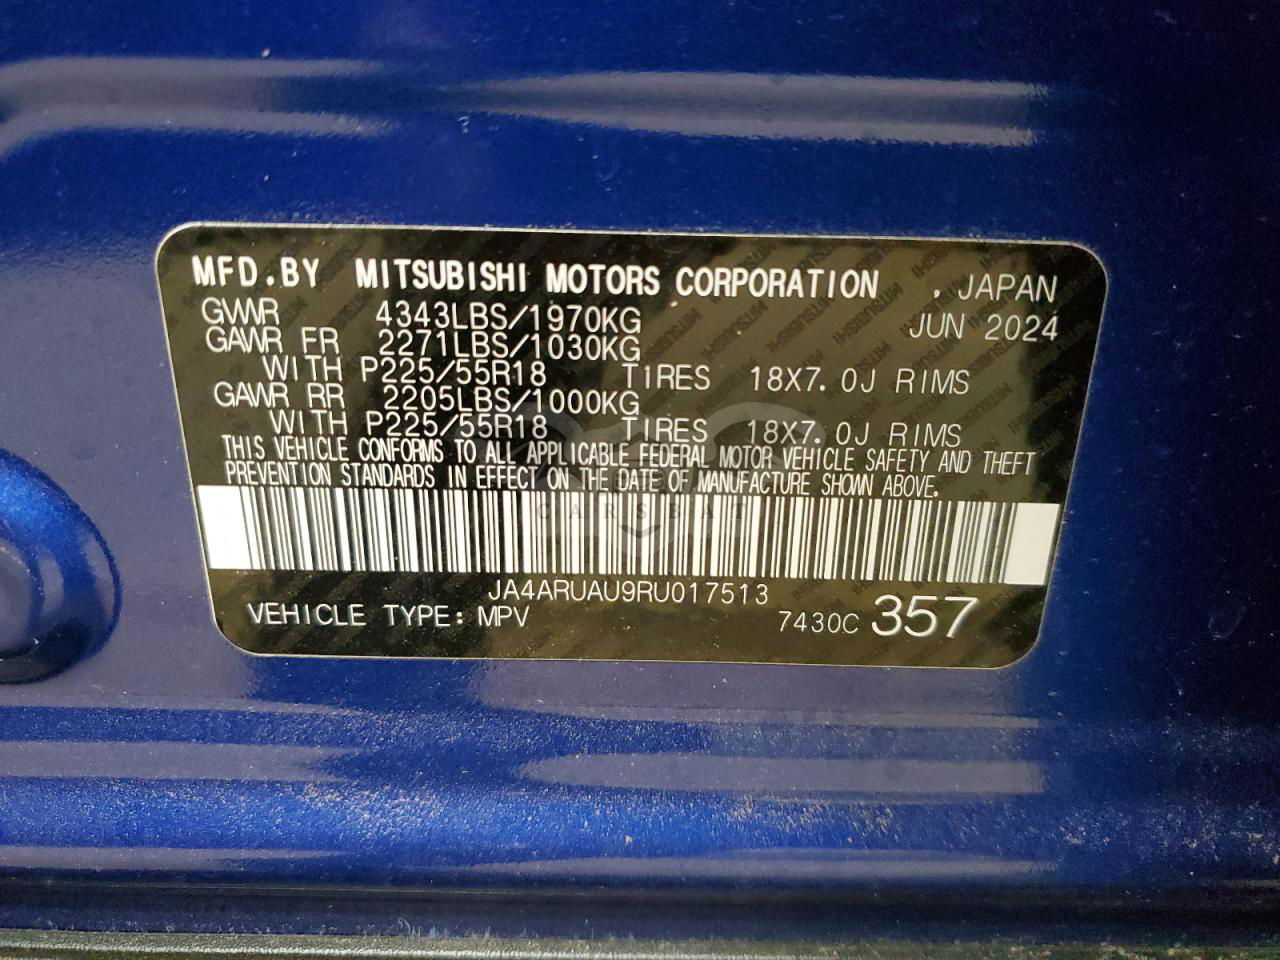 MFD.BY MITSUBISHI MOTORS CORPORATION . JAPAN
GVWR 4343LBS/1970KG JUN 2024
GAWR FR 2271LBS/1030KG
WITH P225/55R18 TIRES 18X7.0J RIMS
GAWR RR 2205LBS/1000KG
WITH P225/55R18 TIRES 18X7.0J RIMS
THIS VEHICLE CONFORMS TO ALL APPLICABLE FEDERAL MOTOR VEHICLE SAFETY AND THEFT
PREVENTION STANDARDS IN EFFECT ON THE DATE OF MANUFACTURE SHOWN ABOVE.
CARSBAT
JA4ARUAU9RU017513
VEHICLE TYPE: MPV 7430C 357